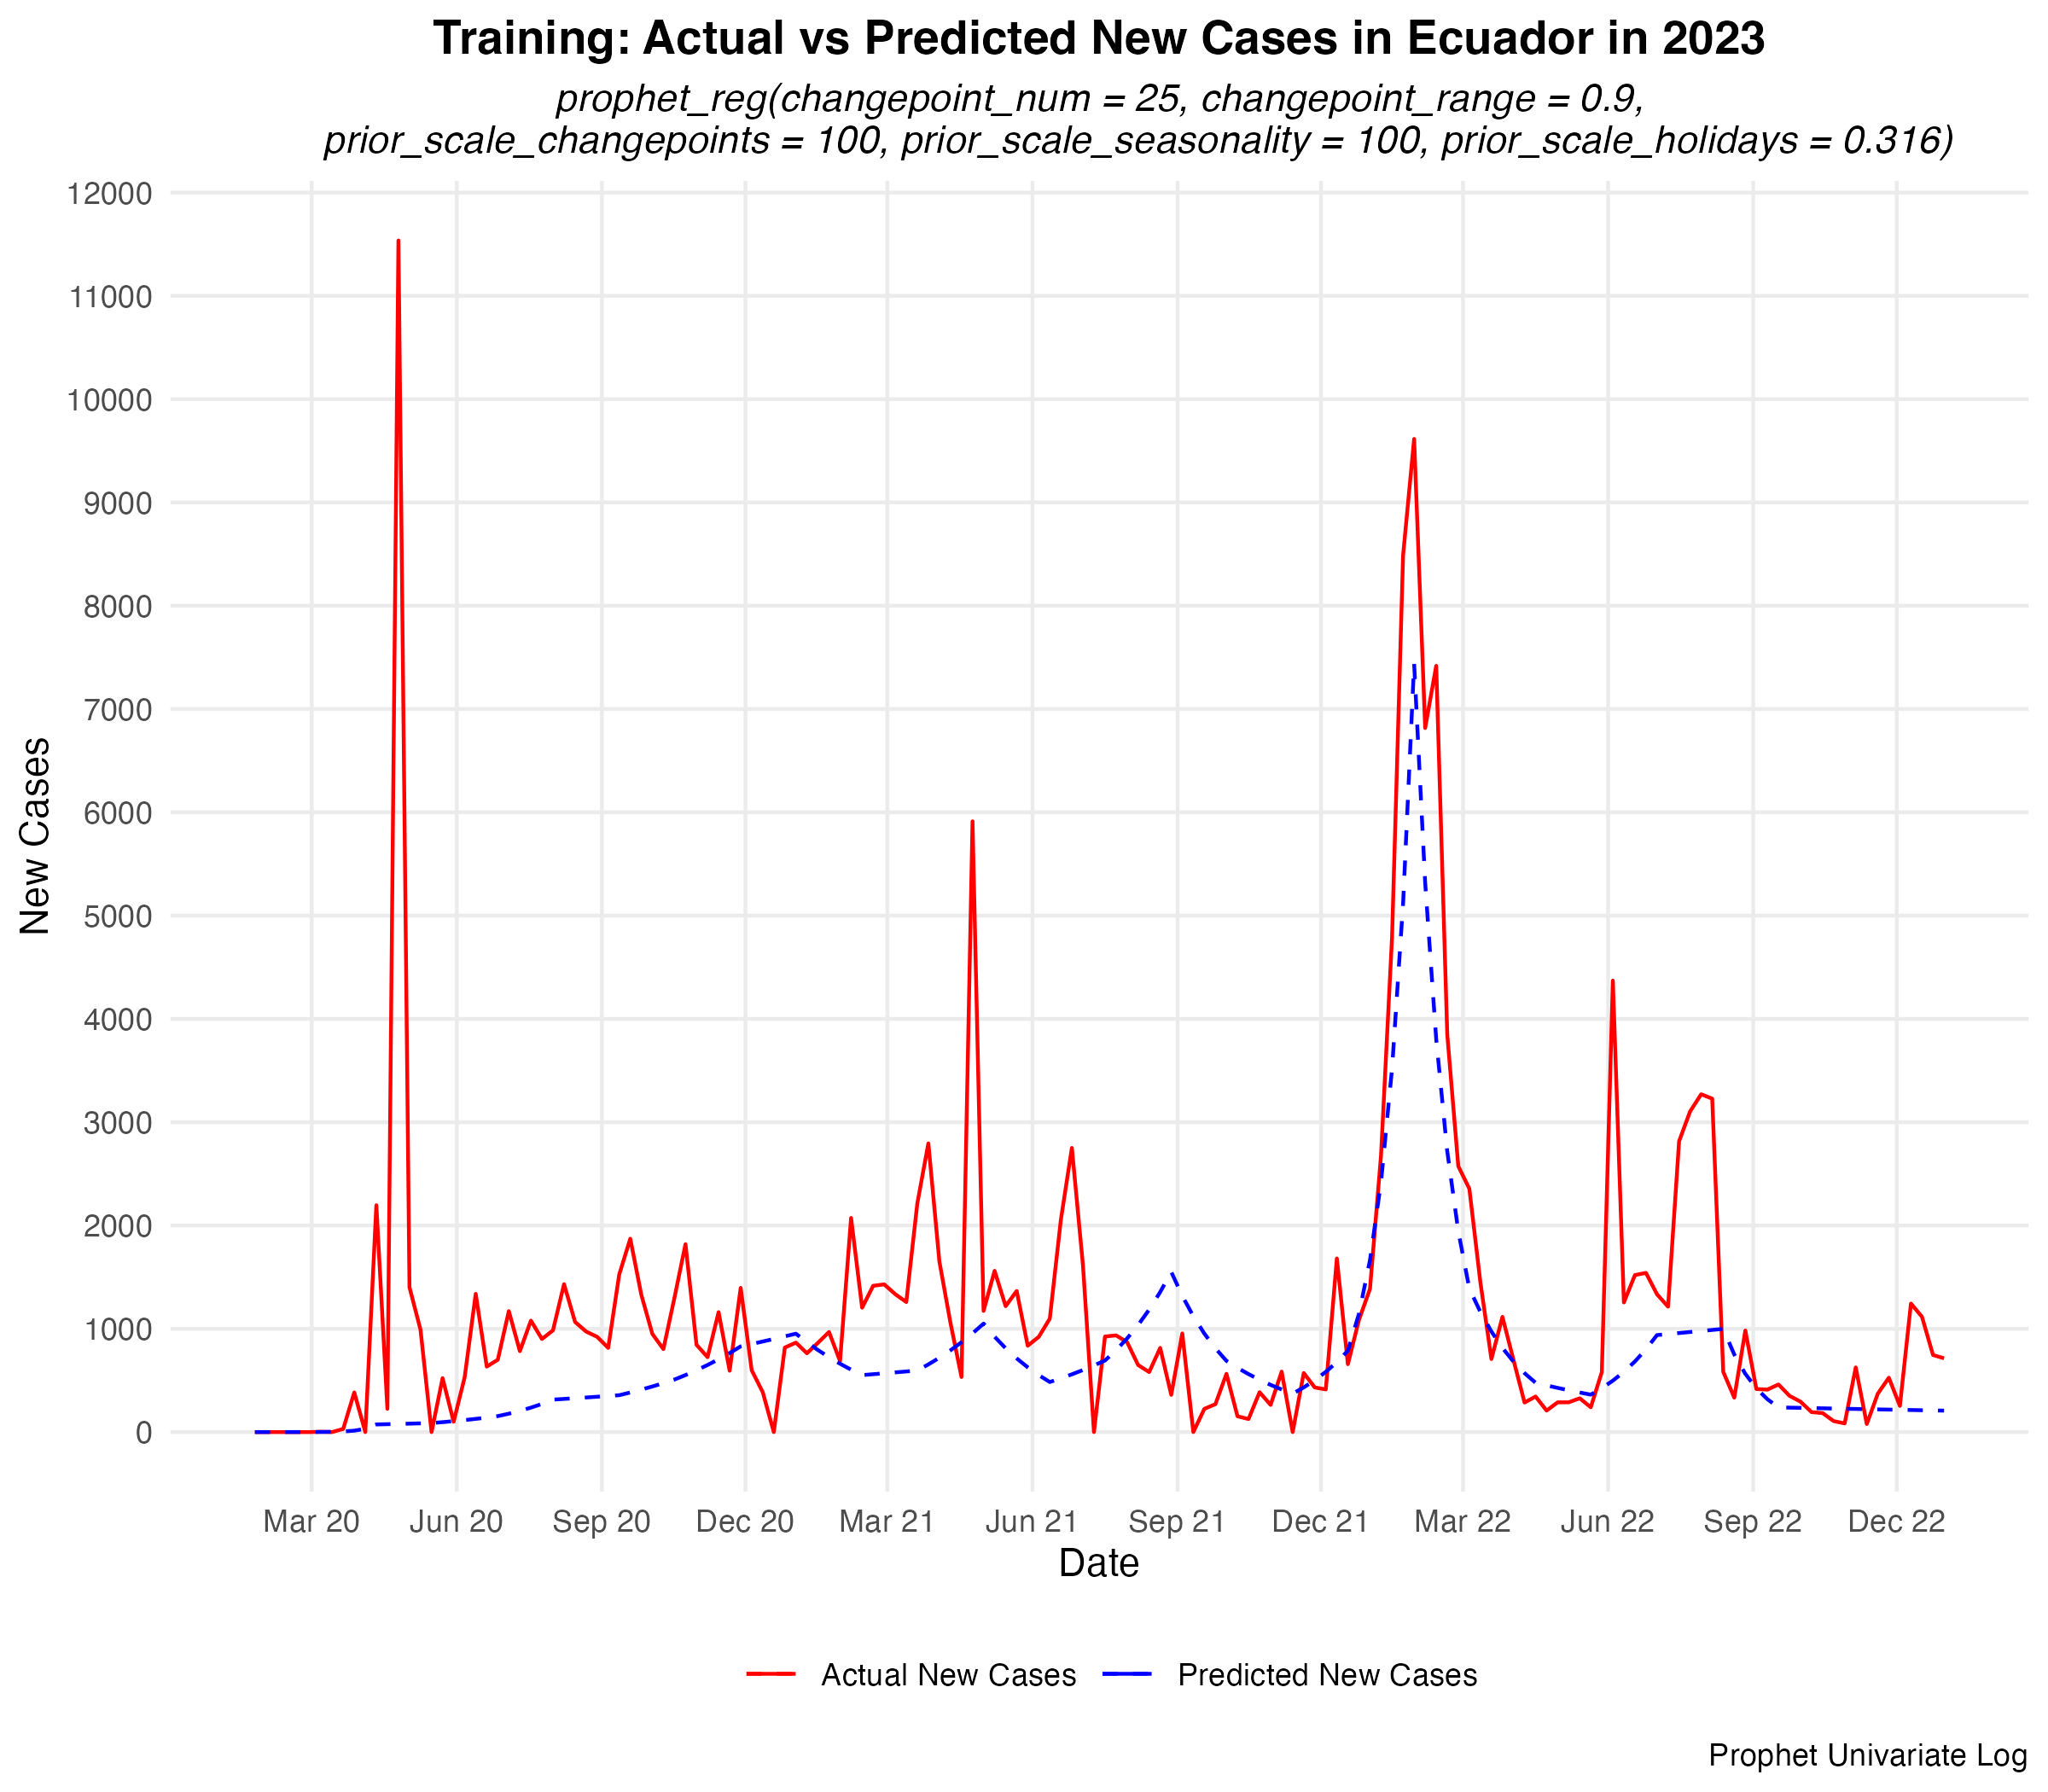 Training: Actual vs Predicted New Cases in Ecuador in 2023
prophet_reg(changepoint_num = 25, changepoint_range = 0.9,
prior_scale_changepoints = 100, prior_scale_seasonality = 100, prior_scale_holidays = 0.316)
12000
11000
10000
9000
8000
7000
6000
5000
4000
3000
2000
1000
0
New Cases
Mar 20 Jun 20 Sep 20 Dec 20 Mar 21 Jun 21 Sep 21 Dec 21 Mar 22 Jun 22 Sep 22 Dec 22
Date
Actual New Cases Predicted New Cases
Prophet Univariate Log